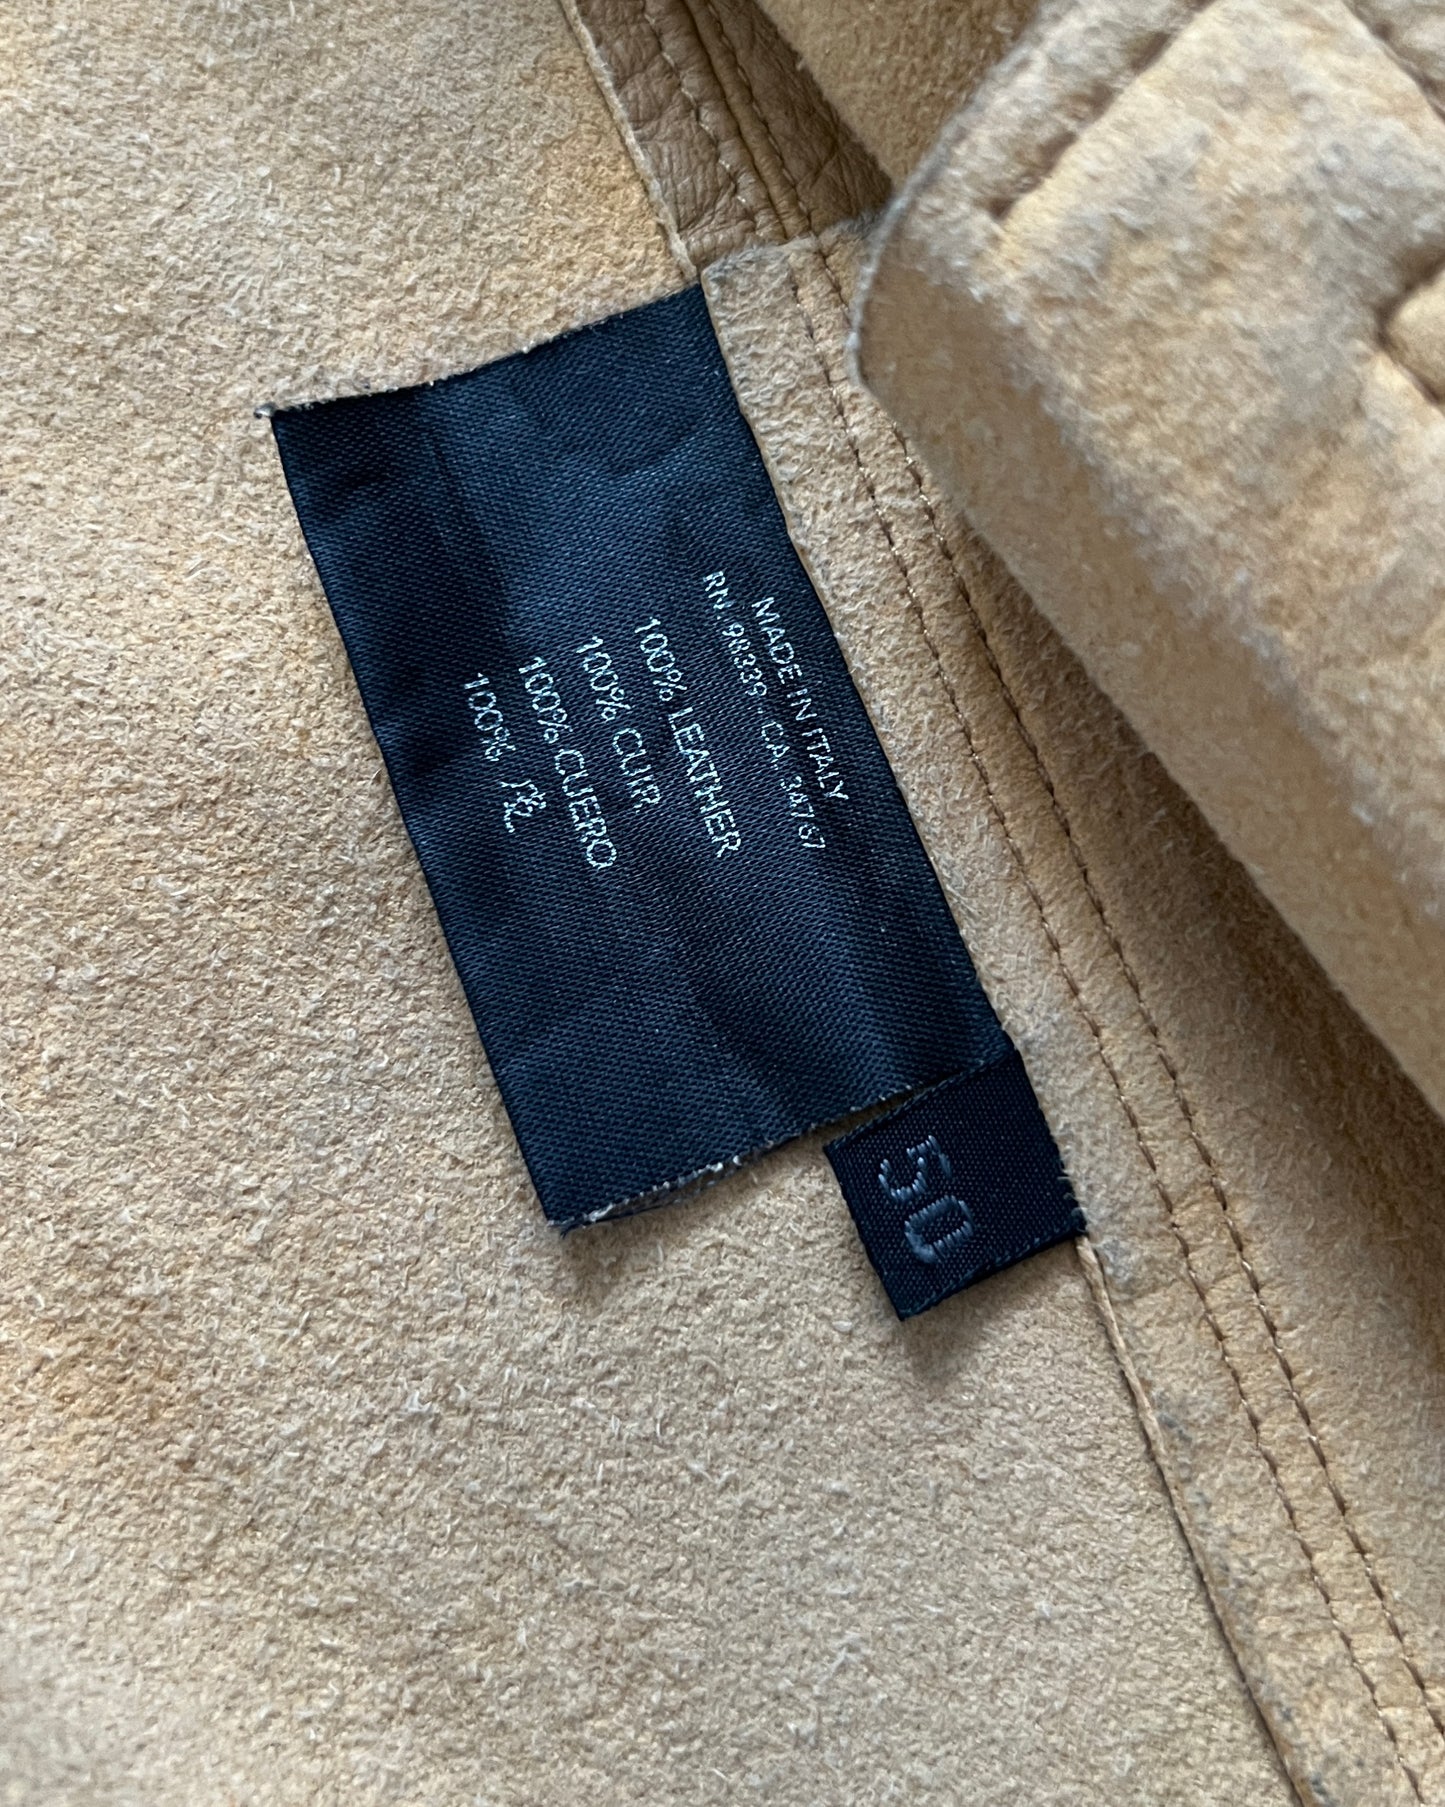 MADE IN ITALY
RN. 98339 - CA. 34737
100% LEATHER
100% CUIR
100% CUERO
100% 皮
50